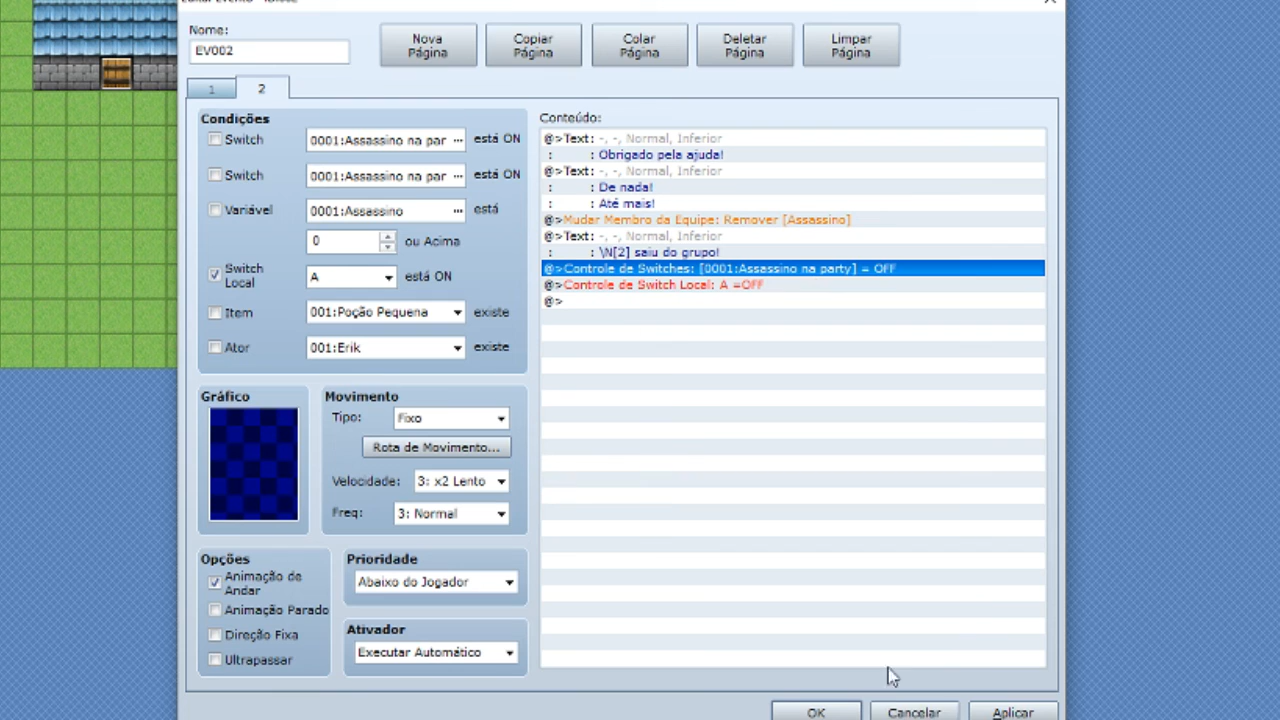 Nome:
EV002
Nova Página
Copiar Página
Colar Página
Deletar Página
Limpar Página
1
2
Condições
Switch
0001:Assassino na par ...
está ON
Switch
0001:Assassino na par ...
está ON
Variável
0001:Assassino ...
está
0
ou Acima
Switch Local
A
está ON
Item
001:Poção Pequena
existe
Ator
001:Erik
existe
Gráfico
Movimento
Tipo:
Fixo
Rota de Movimento...
Velocidade:
3: x2 Lento
Freq:
3: Normal
Opções
Animação de Andar
Animação Parado
Direção Fixa
Ultrapassar
Prioridade
Abaixo do Jogador
Ativador
Executar Automático
Conteúdo:
@>Text: -, -, Normal, Inferior
: : Obrigado pela ajuda!
@>Text: -, -, Normal, Inferior
: : De nada!
: : Até mais!
@>Mudar Membro da Equipe: Remover [Assassino]
@>Text: -, -, Normal, Inferior
: : \N[2] saiu do grupo!
@>Controle de Switches: [0001:Assassino na party] = OFF
@>Controle de Switch Local: A =OFF
@>
OK
Cancelar
Aplicar